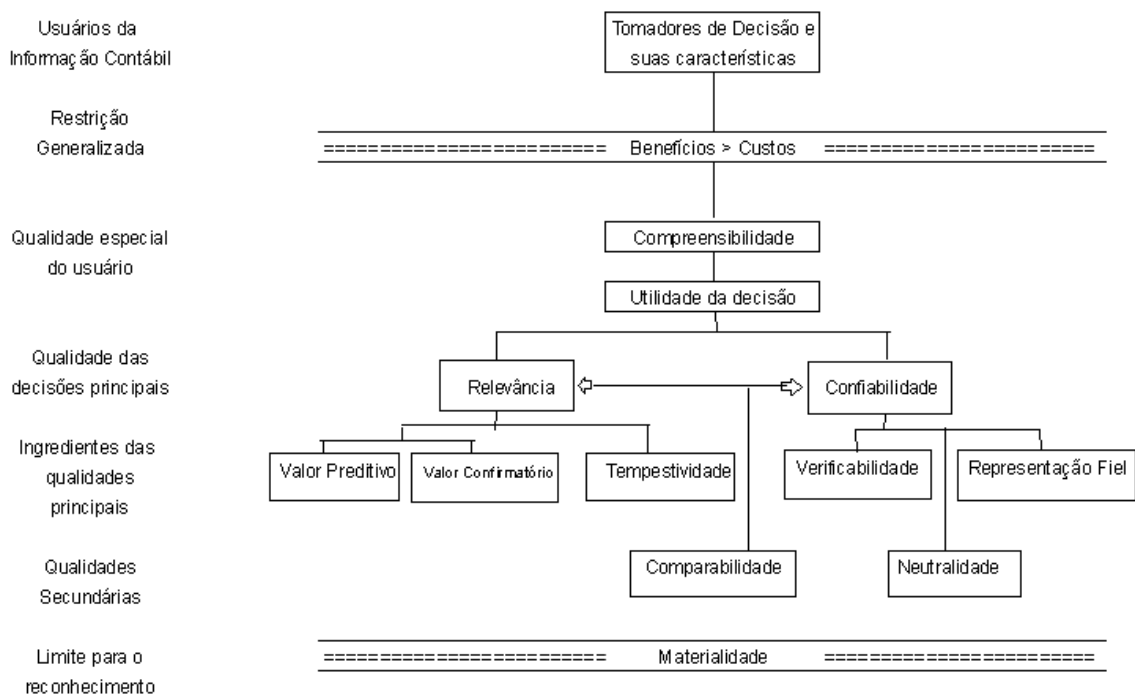 Usuários da
Informação Contábil
Tomadores de Decisão e
suas características
Restrição
Generalizada
======================== Benefícios > Custos ========================
Qualidade especial
do usuário
Compreensibilidade
Utilidade da decisão
Qualidade das
decisões principais
Relevância
Confiabilidade
Ingredientes das
qualidades
principais
Valor Preditivo
Valor Confirmatório
Tempestividade
Verificabilidade
Representação Fiel
Qualidades
Secundárias
Comparabilidade
Neutralidade
Limite para o
reconhecimento
======================== Materialidade ========================